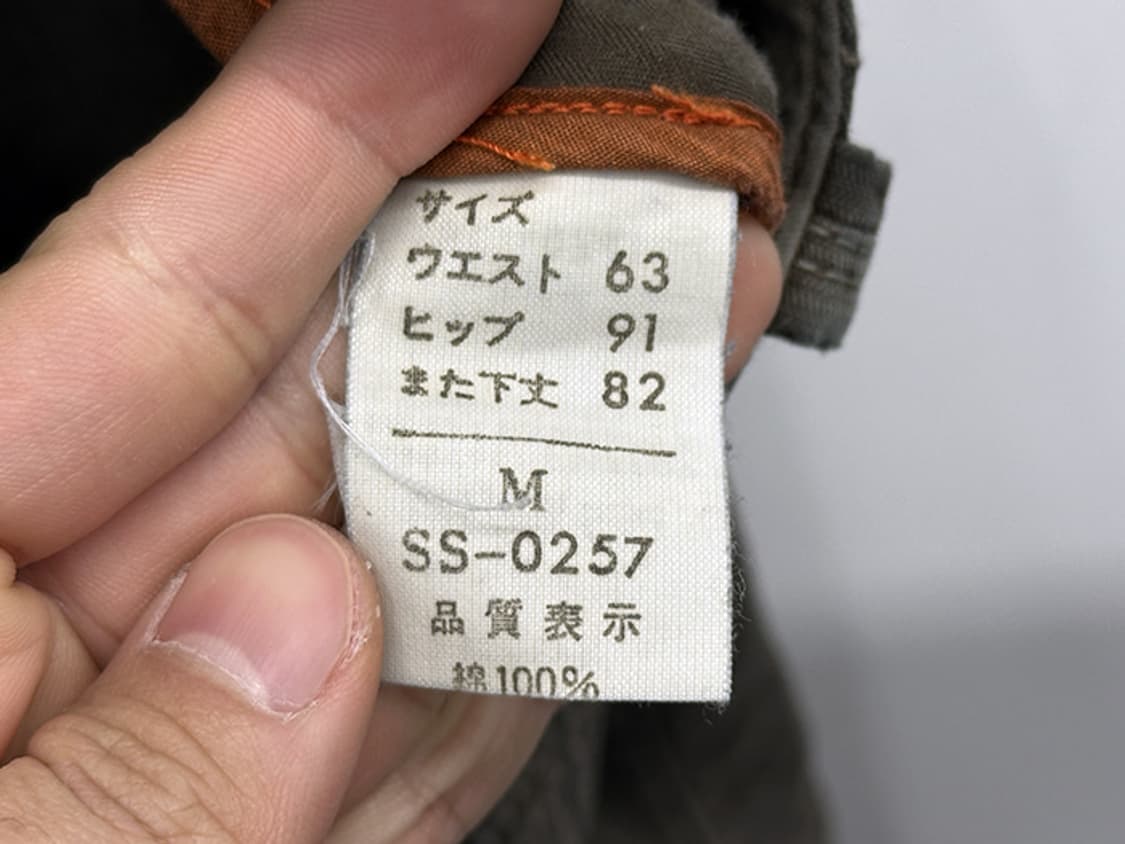 サイズ
ウエスト 63
ヒップ 91
また下丈 82
M
SS-0257
品質表示
綿100%